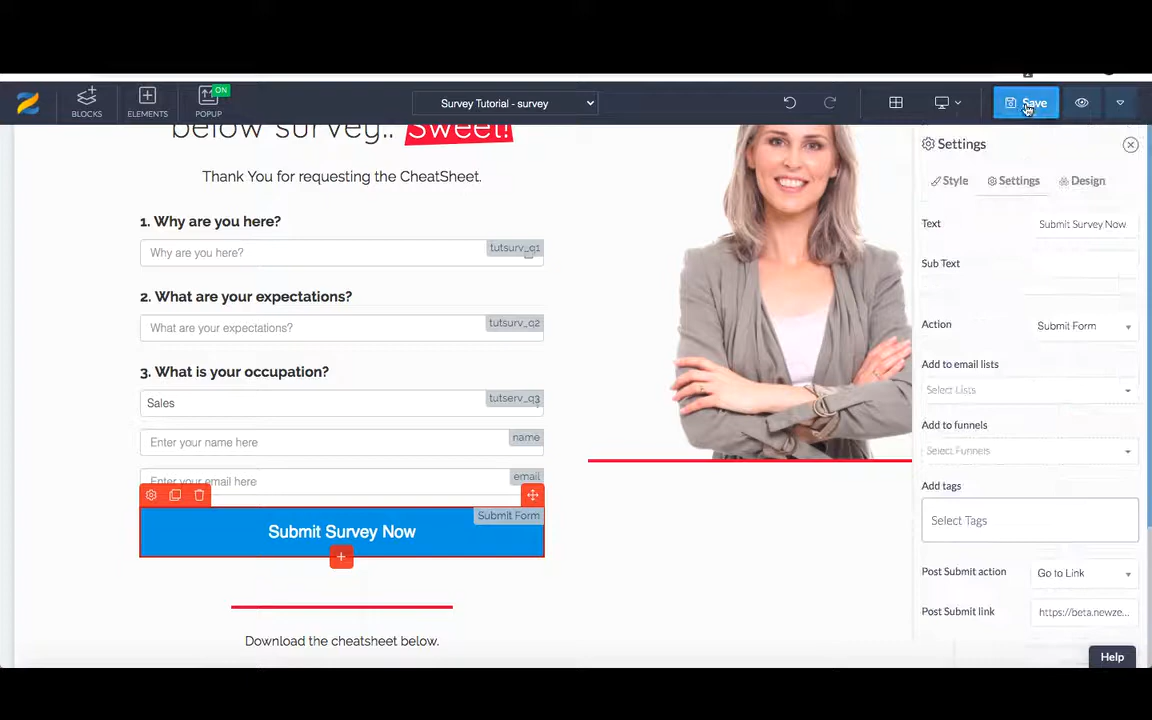 BLOCKS
ELEMENTS
ON
POPUP
Survey Tutorial - survey
Save
below survey.. Sweet!
Thank You for requesting the CheatSheet.
1. Why are you here?
Why are you here?
tutsurv_q1
2. What are your expectations?
What are your expectations?
tutsurv_q2
3. What is your occupation?
Sales
tutserv_q3
Enter your name here
name
Enter your email here
email
Submit Form
Submit Survey Now
Download the cheatsheet below.
Settings
Style
Settings
Design
Text
Submit Survey Now
Sub Text
Action
Submit Form
Add to email lists
Select Lists
Add to funnels
Select Funnels
Add tags
Select Tags
Post Submit action
Go to Link
Post Submit link
https://beta.newze...
Help